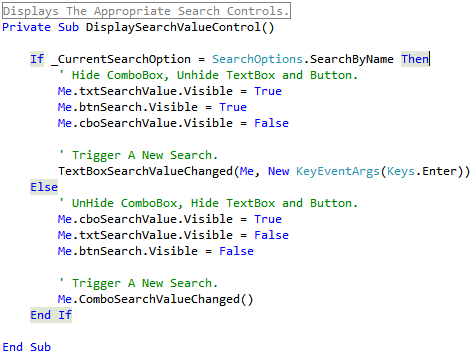 Displays The Appropriate Search Controls.
Private Sub DisplaySearchValueControl()
If _CurrentSearchOption = SearchOptions.SearchByName Then
' Hide ComboBox, Unhide TextBox and Button.
Me.txtSearchValue.Visible = True
Me.btnSearch.Visible = True
Me.cboSearchValue.Visible = False
' Trigger A New Search.
TextBoxSearchValueChanged(Me, New KeyEventArgs(Keys.Enter))
Else
' UnHide ComboBox, Hide TextBox and Button.
Me.cboSearchValue.Visible = True
Me.txtSearchValue.Visible = False
Me.btnSearch.Visible = False
' Trigger A New Search.
Me.ComboSearchValueChanged()
End If
End Sub